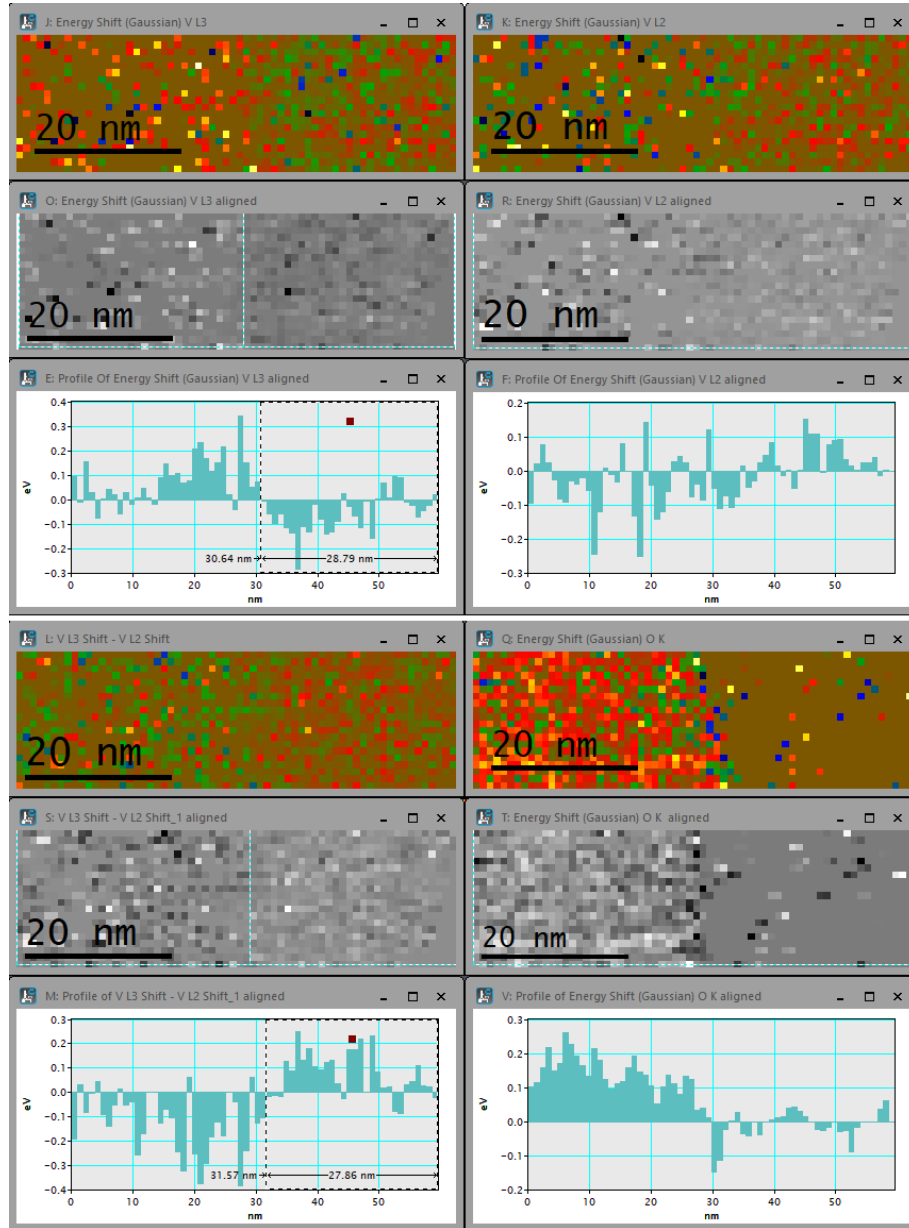 J: Energy Shift (Gaussian) V L3
20 nm
K: Energy Shift (Gaussian) V L2
20 nm
O: Energy Shift (Gaussian) V L3 aligned
20 nm
R: Energy Shift (Gaussian) V L2 aligned
20 nm
E: Profile Of Energy Shift (Gaussian) V L3 aligned
0.4
0.3
0.2
0.1
0.0
−0.1
−0.2
−0.3
eV
30.64 nm
28.79 nm
0 10 20 30 40 50
nm
F: Profile Of Energy Shift (Gaussian) V L2 aligned
0.2
0.1
0.0
−0.1
−0.2
−0.3
eV
0 10 20 30 40 50
nm
L: V L3 Shift - V L2 Shift
20 nm
Q: Energy Shift (Gaussian) O K
20 nm
S: V L3 Shift - V L2 Shift_1 aligned
20 nm
T: Energy Shift (Gaussian) O K aligned
20 nm
M: Profile of V L3 Shift - V L2 Shift_1 aligned
0.3
0.2
0.1
0.0
−0.1
−0.2
−0.3
−0.4
eV
31.57 nm
27.86 nm
0 10 20 30 40 50
nm
V: Profile of Energy Shift (Gaussian) O K aligned
0.3
0.2
0.1
0.0
−0.1
−0.2
eV
0 10 20 30 40 50
nm